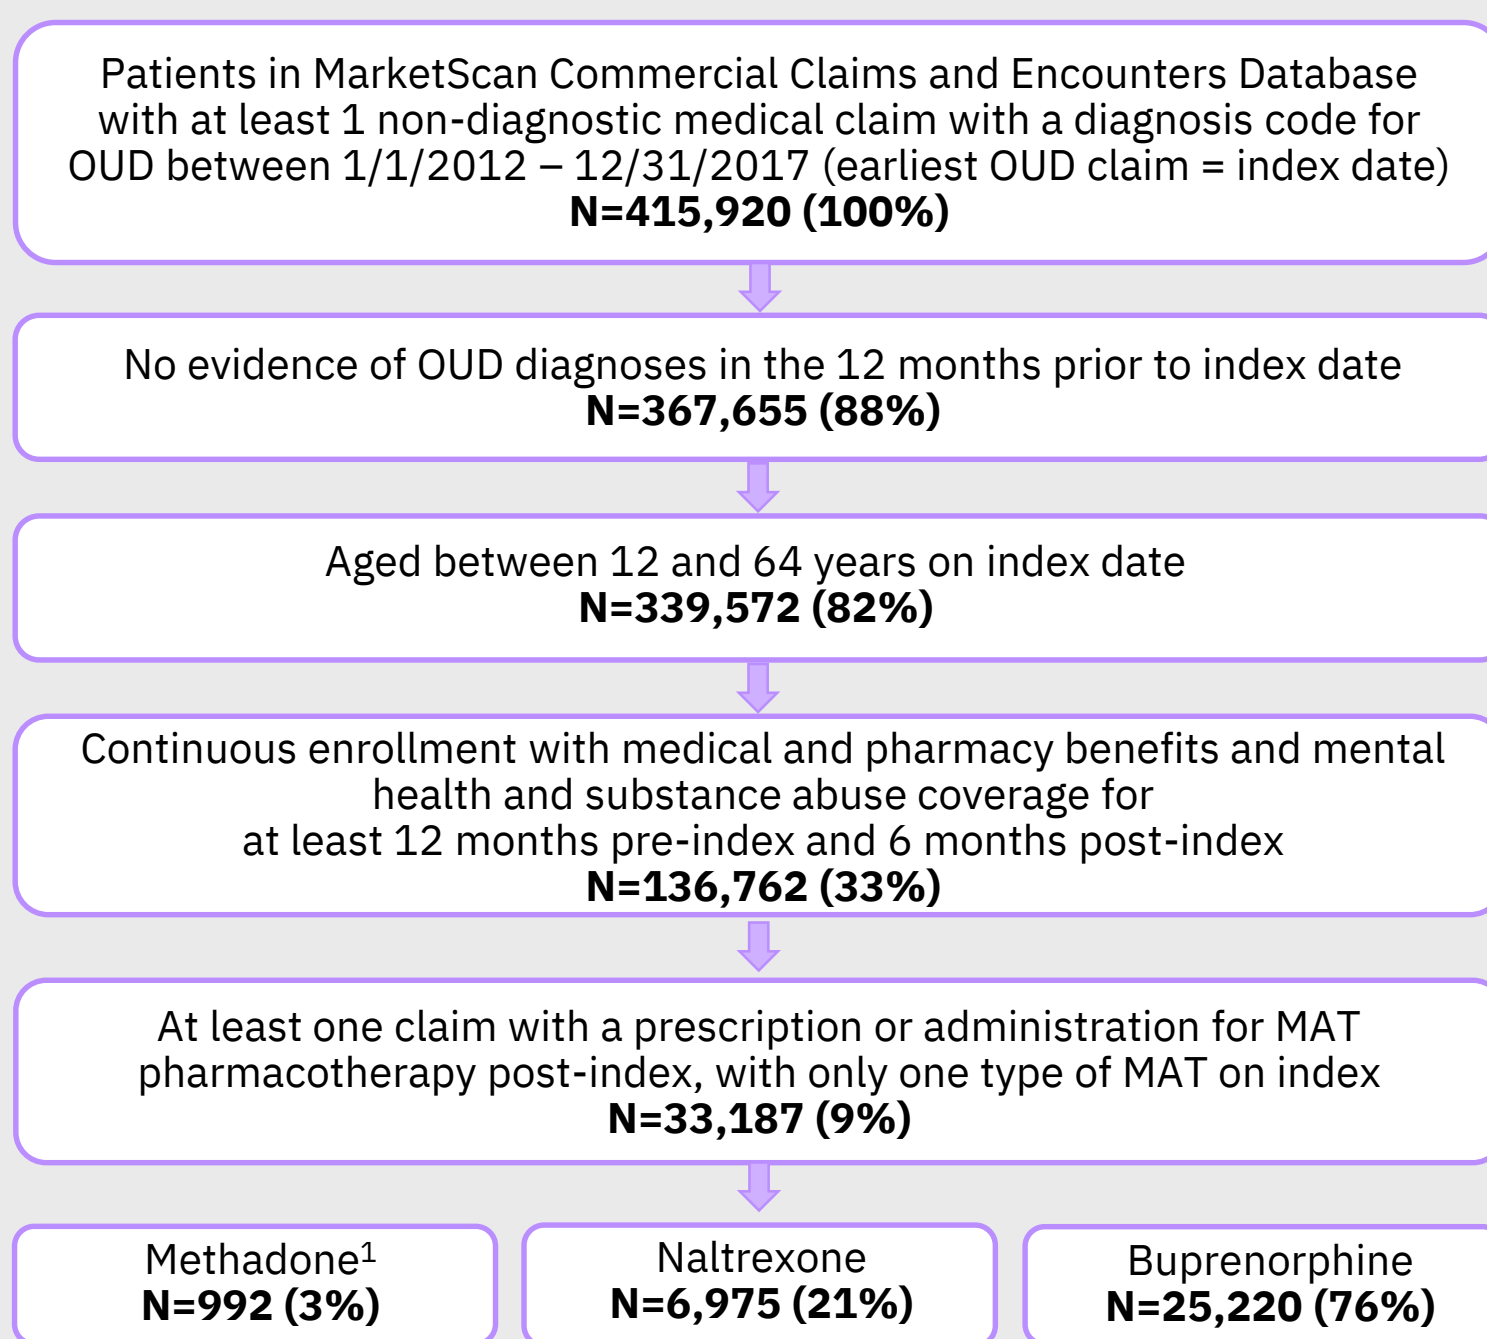 Patients in MarketScan Commercial Claims and Encounters Database
with at least 1 non-diagnostic medical claim with a diagnosis code for
OUD between 1/1/2012 – 12/31/2017 (earliest OUD claim = index date)
N=415,920 (100%)
No evidence of OUD diagnoses in the 12 months prior to index date
N=367,655 (88%)
Aged between 12 and 64 years on index date
N=339,572 (82%)
Continuous enrollment with medical and pharmacy benefits and mental
health and substance abuse coverage for
at least 12 months pre-index and 6 months post-index
N=136,762 (33%)
At least one claim with a prescription or administration for MAT
pharmacotherapy post-index, with only one type of MAT on index
N=33,187 (9%)
Methadone¹
N=992 (3%)
Naltrexone
N=6,975 (21%)
Buprenorphine
N=25,220 (76%)